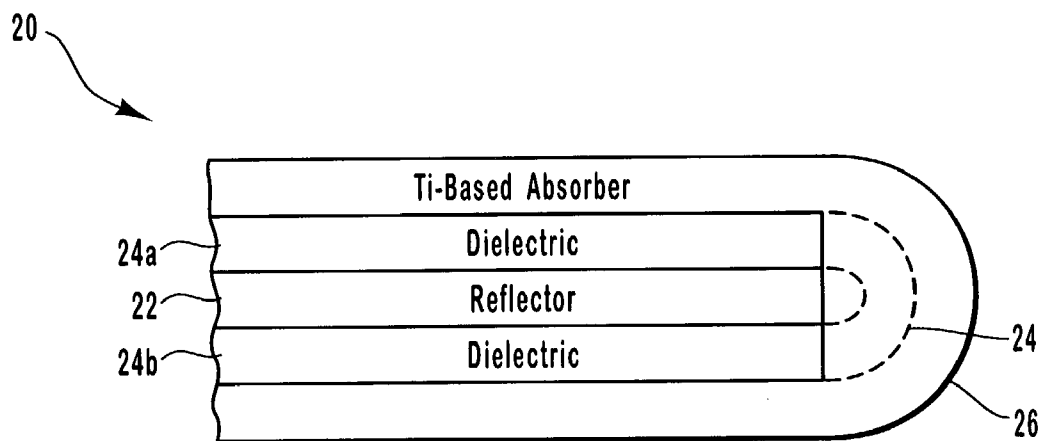 20
Ti-Based Absorber
24a
Dielectric
22
Reflector
24b
Dielectric
24
26